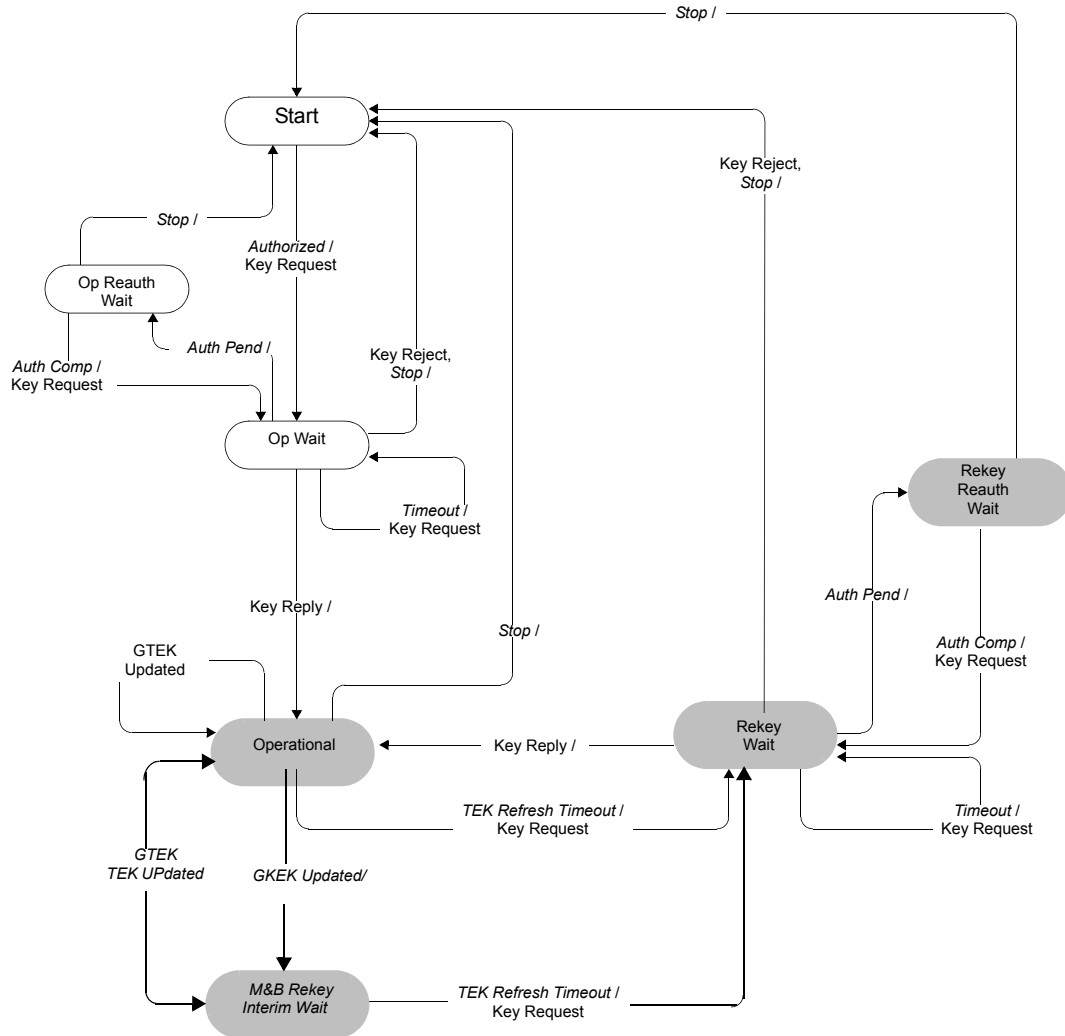 Stop /
Start
Key Reject,
Stop /
Stop /
Authorized /
Key Request
Op Reauth
Wait
Auth Pend /
Key Reject,
Stop /
Auth Comp /
Key Request
Op Wait
Rekey
Reauth
Wait
Timeout /
Key Request
Auth Pend /
Key Reply /
Stop /
GTEK
Updated
Auth Comp /
Key Request
Operational
Key Reply /
Rekey
Wait
TEK Refresh Timeout /
Key Request
Timeout /
Key Request
GTEK
TEK UPdated
GKEK Updated/
M&B Rekey
Interim Wait
TEK Refresh Timeout /
Key Request